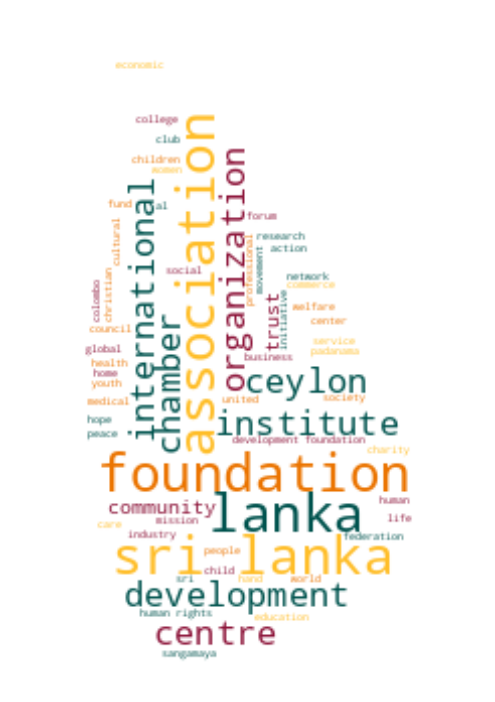 economic
college
club
children
women
fund
al
association
organization
international
forum
cultural
research
action
professional
movement
social
christian
colombo
network
commerce
initiative
trust
welfare
council
center
chamber
global
service
padanama
business
health
home
youth
ceylon
medical
united
society
hope
peace
institute
development foundation
charity
foundation
human
community
lanka
life
care
mission
industry
federation
sri lanka
people
child
sri
hand
world
development
human rights
education
centre
sangamaya